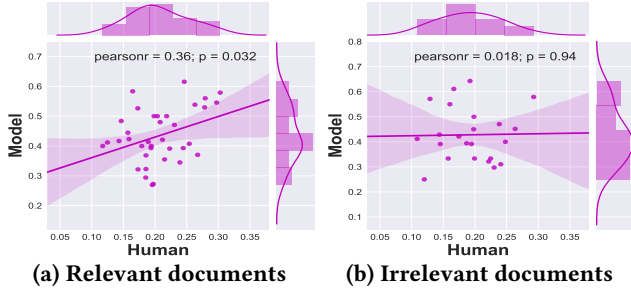 pearsonr = 0.36; p = 0.032
Model
0.7
0.6
0.5
0.4
0.3
0.2
0.05 0.10 0.15 0.20 0.25 0.30 0.35
Human
(a) Relevant documents
pearsonr = 0.018; p = 0.94
Model
0.8
0.7
0.6
0.5
0.4
0.3
0.2
0.1
0.05 0.10 0.15 0.20 0.25 0.30 0.35
Human
(b) Irrelevant documents